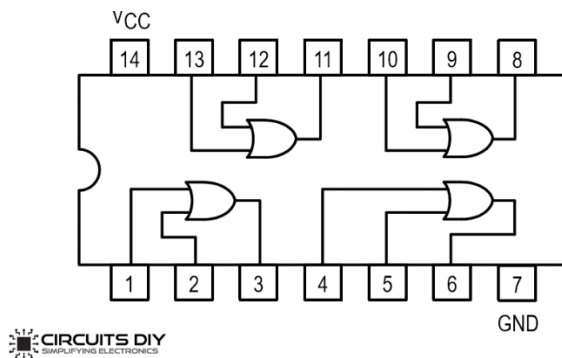 VCC
14 13 12 11 10 9 8
1 2 3 4 5 6 7
GND
CIRCUITS DIY
SIMPLIFYING ELECTRONICS